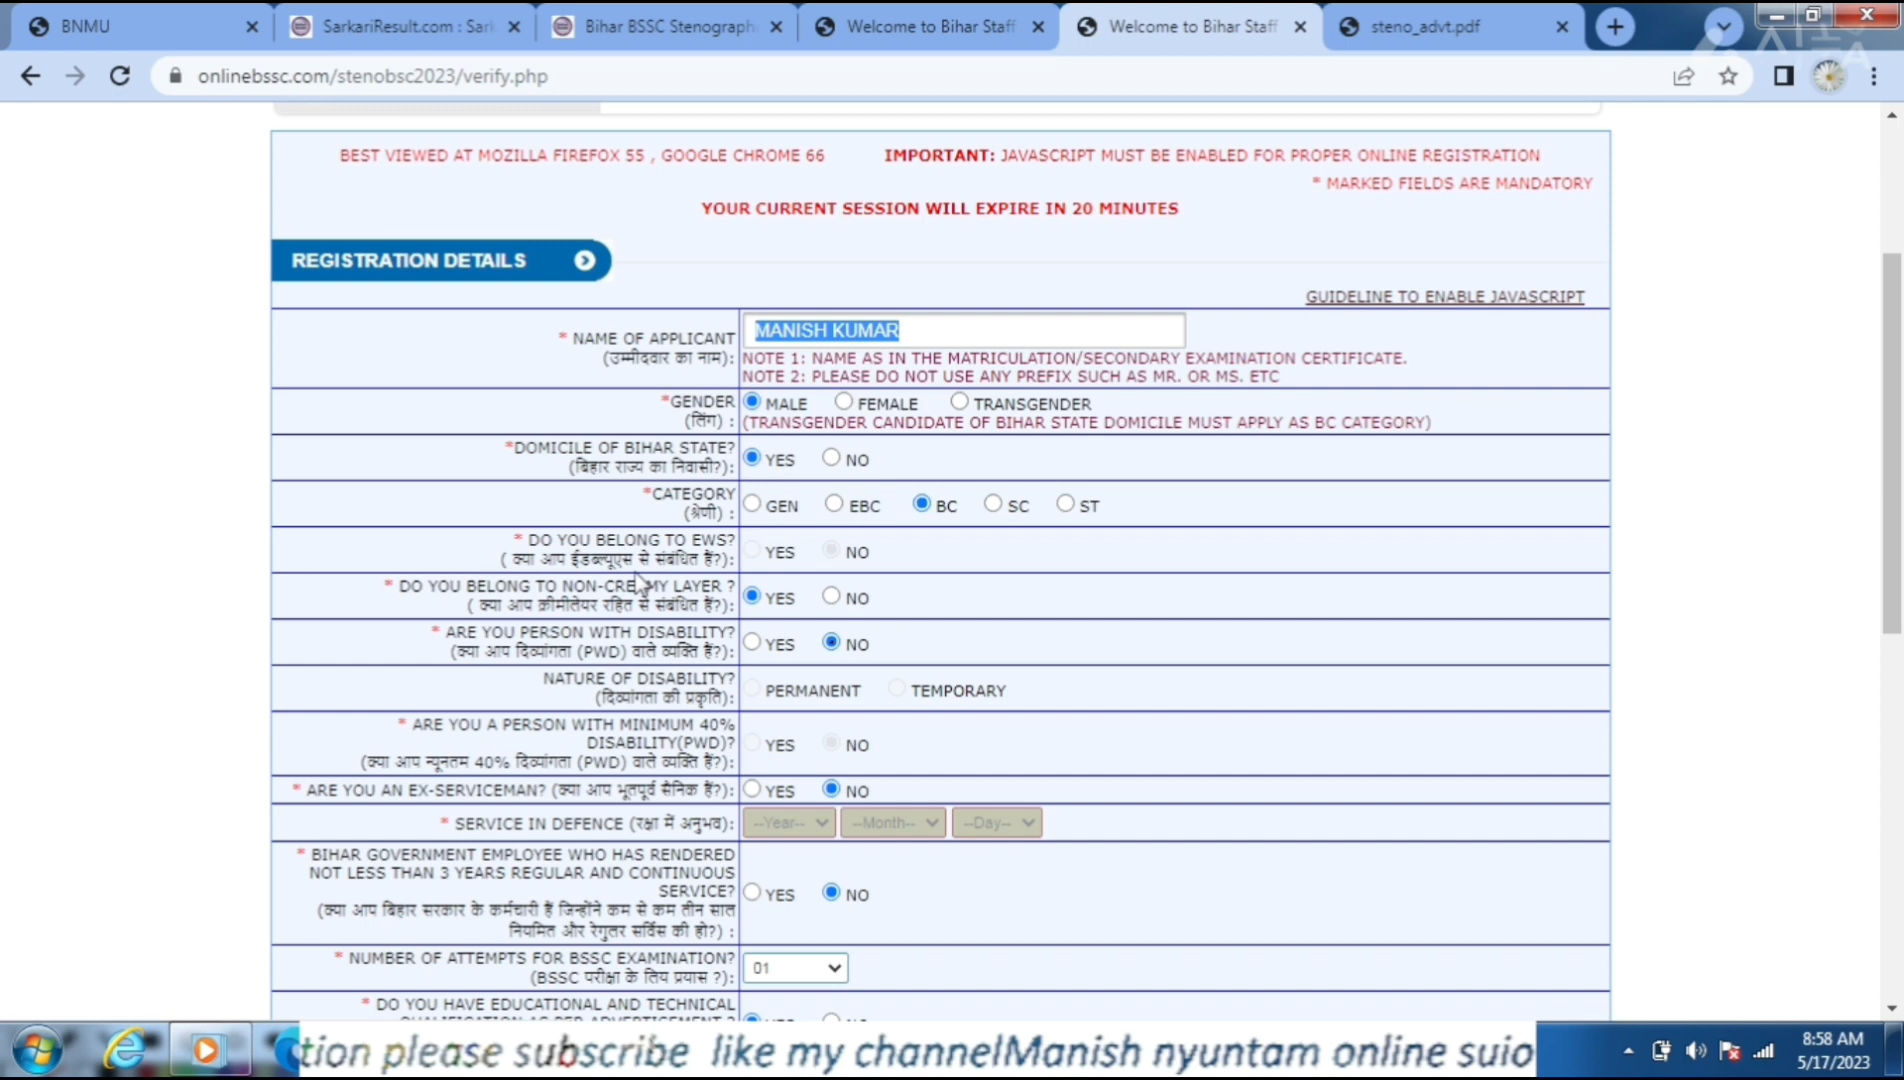 BNMU
SarkariResult.com : Sark
Bihar BSSC Stenograph
Welcome to Bihar Staff
Welcome to Bihar Staff
steno_advt.pdf
onlinebssc.com/stenobsc2023/verify.php
BEST VIEWED AT MOZILLA FIREFOX 55 , GOOGLE CHROME 66 IMPORTANT: JAVASCRIPT MUST BE ENABLED FOR PROPER ONLINE REGISTRATION
* MARKED FIELDS ARE MANDATORY
YOUR CURRENT SESSION WILL EXPIRE IN 20 MINUTES
REGISTRATION DETAILS
GUIDELINE TO ENABLE JAVASCRIPT
* NAME OF APPLICANT
(उम्मीदवार का नाम):
MANISH KUMAR
NOTE 1: NAME AS IN THE MATRICULATION/SECONDARY EXAMINATION CERTIFICATE.
NOTE 2: PLEASE DO NOT USE ANY PREFIX SUCH AS MR. OR MS. ETC
*GENDER
(लिंग) :
MALE FEMALE TRANSGENDER
(TRANSGENDER CANDIDATE OF BIHAR STATE DOMICILE MUST APPLY AS BC CATEGORY)
*DOMICILE OF BIHAR STATE?
(बिहार राज्य का निवासी?):
YES NO
*CATEGORY
(श्रेणी) :
GEN EBC BC SC ST
* DO YOU BELONG TO EWS?
( क्या आप ईडब्ल्यूएस से संबंधित हैं?):
YES NO
* DO YOU BELONG TO NON-CREMY LAYER ?
( क्या आप क्रीमीलेयर रहित से संबंधित हैं?):
YES NO
* ARE YOU PERSON WITH DISABILITY?
(क्या आप दिव्यांगता (PWD) वाले व्यक्ति हैं?):
YES NO
NATURE OF DISABILITY?
(दिव्यांगता की प्रकृति):
PERMANENT TEMPORARY
* ARE YOU A PERSON WITH MINIMUM 40%
DISABILITY(PWD)?
(क्या आप न्यूनतम 40% दिव्यांगता (PWD) वाले व्यक्ति हैं?):
YES NO
* ARE YOU AN EX-SERVICEMAN? (क्या आप भूतपूर्व सैनिक हैं?):
YES NO
* SERVICE IN DEFENCE (रक्षा में अनुभव):
--Year-- --Month-- --Day--
* BIHAR GOVERNMENT EMPLOYEE WHO HAS RENDERED
NOT LESS THAN 3 YEARS REGULAR AND CONTINUOUS
SERVICE?
(क्या आप बिहार सरकार के कर्मचारी हैं जिन्होंने कम से कम तीन साल
नियमित और रेगुलर सर्विस की हो?) :
YES NO
* NUMBER OF ATTEMPTS FOR BSSC EXAMINATION?
(BSSC परीक्षा के लिय प्रयास ?):
01
* DO YOU HAVE EDUCATIONAL AND TECHNICAL
tion please subscribe like my channelManish nyuntam online suio
8:58 AM
5/17/2023